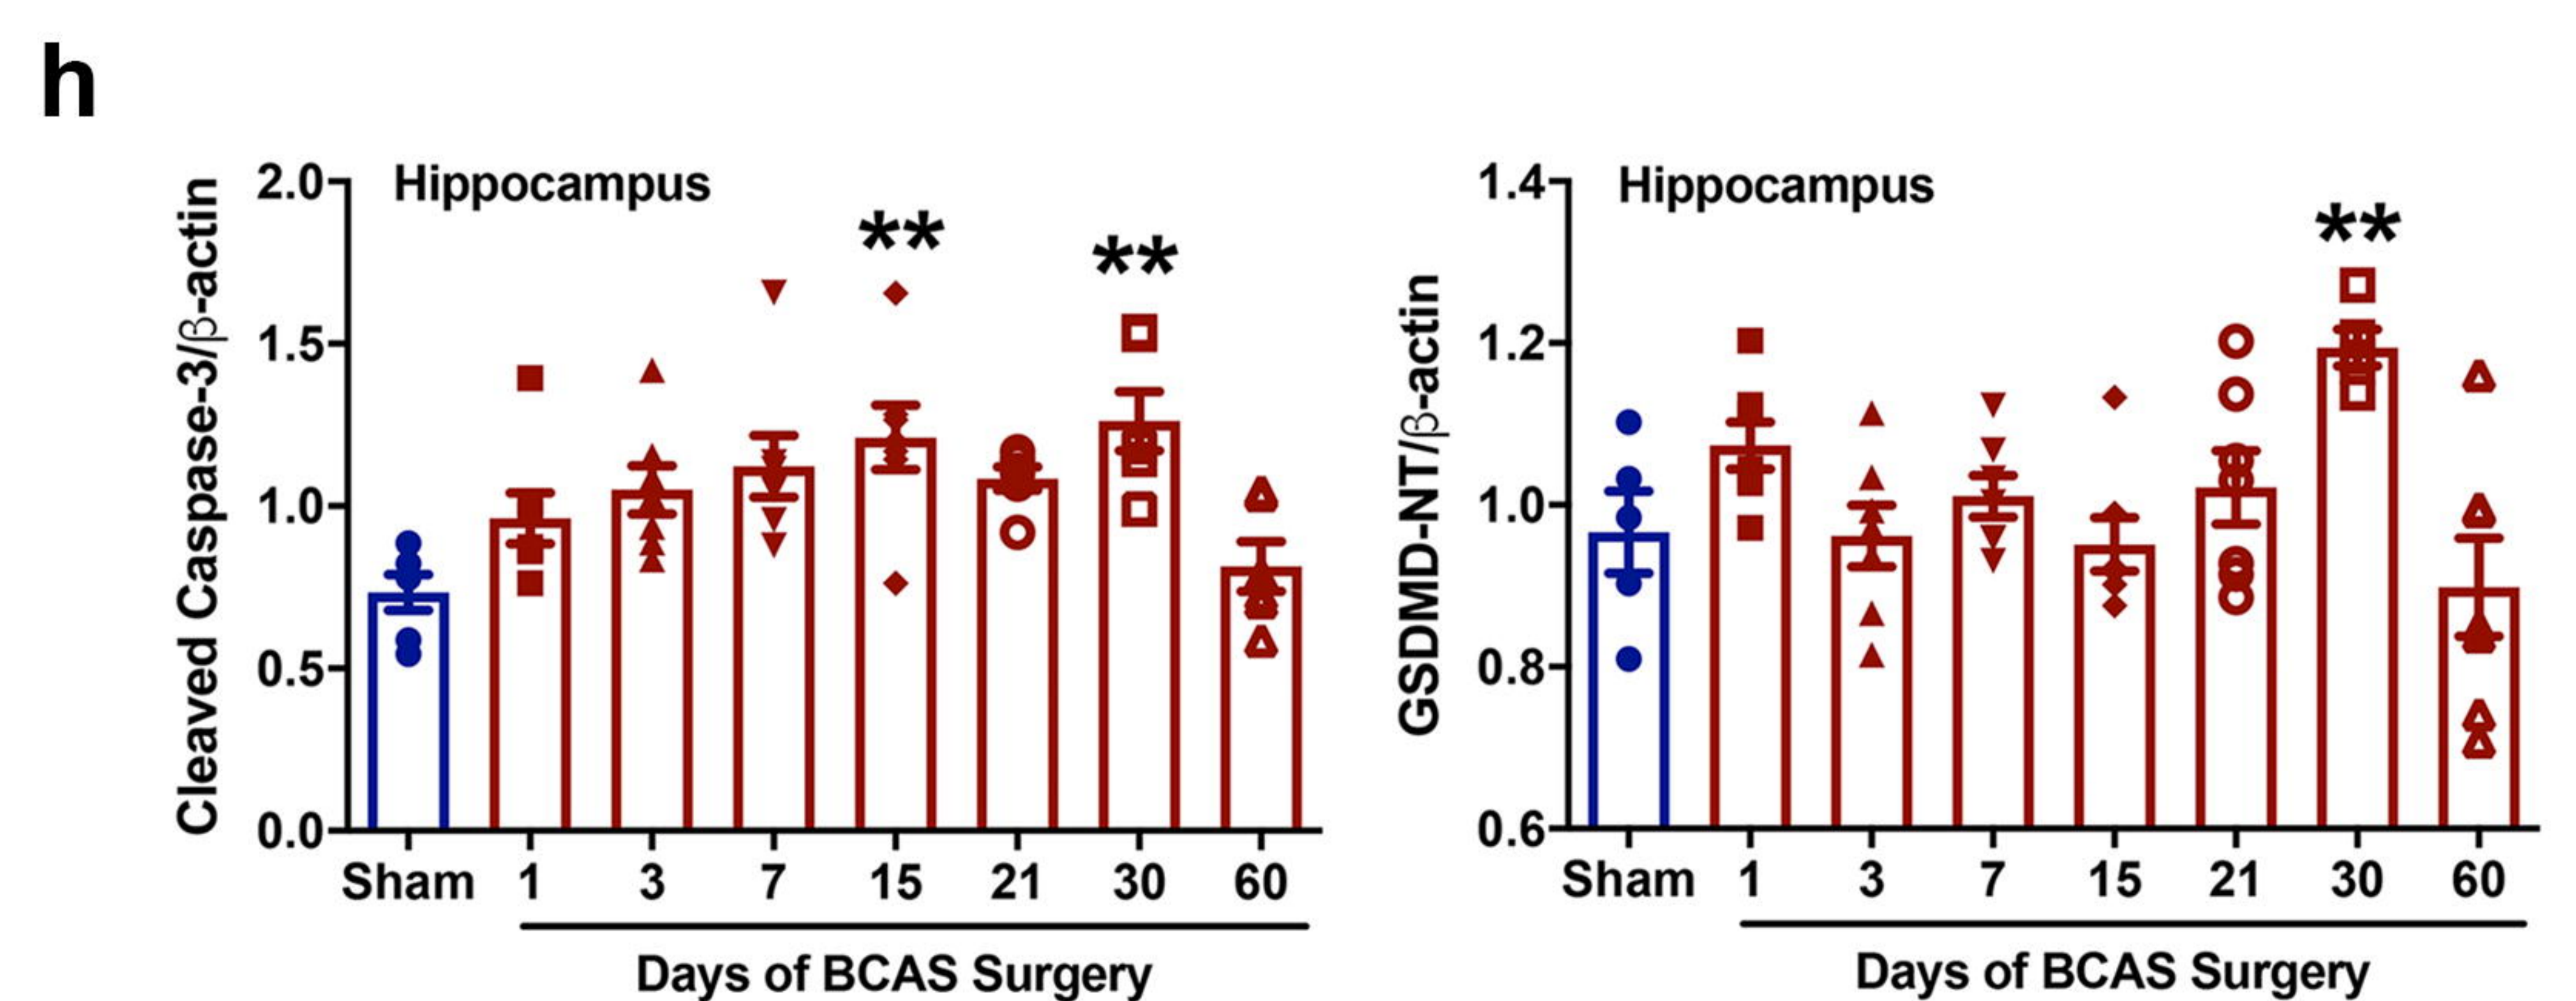 h
Hippocampus
**
**
Cleaved Caspase-3/β-actin
2.0
1.5
1.0
0.5
0.0
Sham 1 3 7 15 21 30 60
Days of BCAS Surgery
Hippocampus
**
GSDMD-NT/β-actin
1.4
1.2
1.0
0.8
0.6
Sham 1 3 7 15 21 30 60
Days of BCAS Surgery